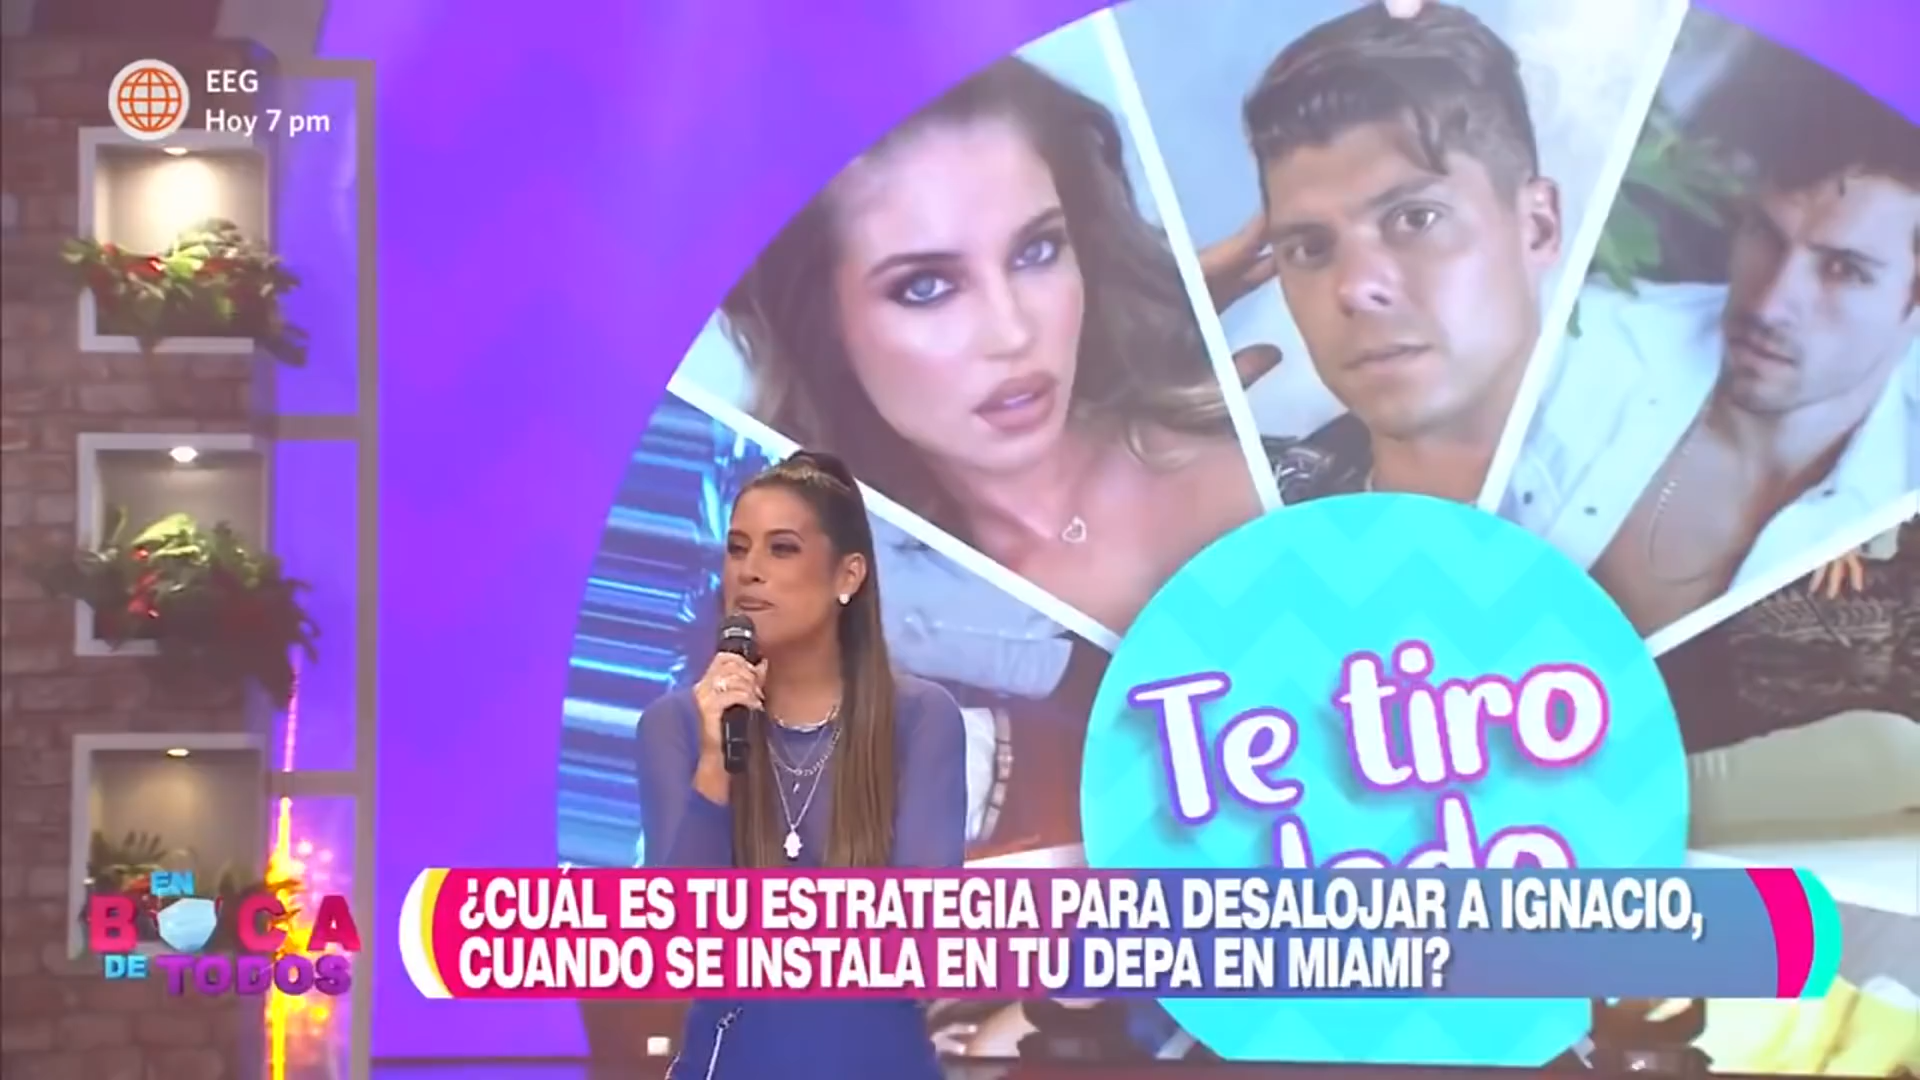 EEG
Hoy 7 pm
Te tiro
dedo
¿CUÁL ES TU ESTRATEGIA PARA DESALOJAR A IGNACIO,
CUANDO SE INSTALA EN TU DEPA EN MIAMI?
EN
BOCA
DE TODOS